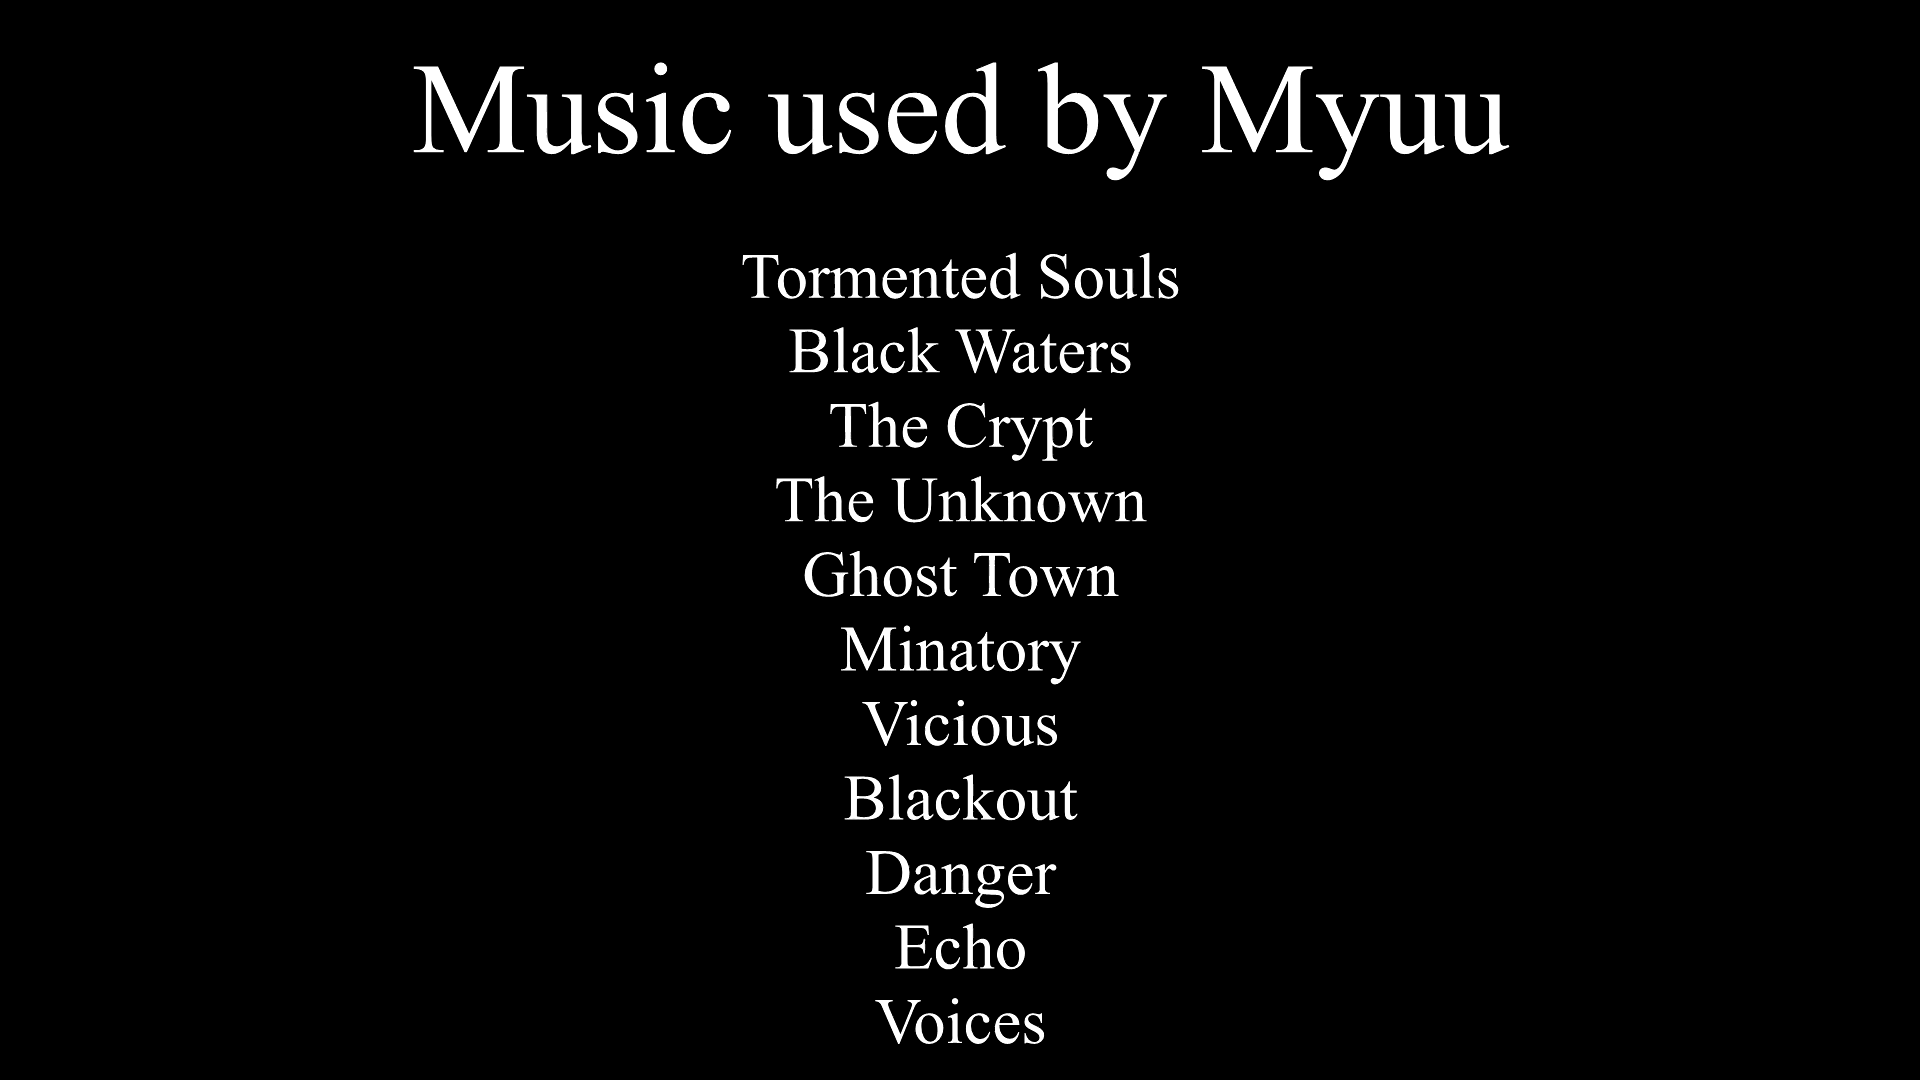 Music used by Myuu
Tormented Souls
Black Waters
The Crypt
The Unknown
Ghost Town
Minatory
Vicious
Blackout
Danger
Echo
Voices